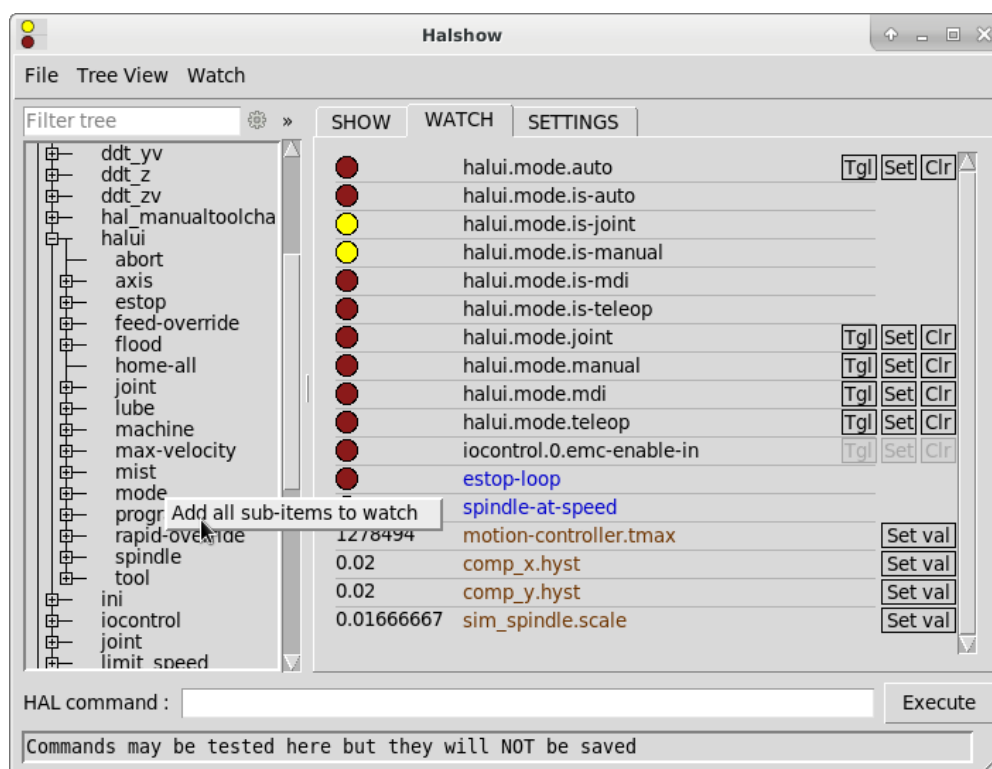 Halshow
File Tree View Watch
Filter tree »
SHOW WATCH SETTINGS
ddt_yv
ddt_z
ddt_zv
hal_manualtoolcha
halui
abort
axis
estop
feed-override
flood
home-all
joint
lube
machine
max-velocity
mist
mode
progr
rapid-override
spindle
tool
ini
iocontrol
joint
limit_speed
Add all sub-items to watch
halui.mode.auto Tgl Set Clr
halui.mode.is-auto
halui.mode.is-joint
halui.mode.is-manual
halui.mode.is-mdi
halui.mode.is-teleop
halui.mode.joint Tgl Set Clr
halui.mode.manual Tgl Set Clr
halui.mode.mdi Tgl Set Clr
halui.mode.teleop Tgl Set Clr
iocontrol.0.emc-enable-in Tgl Set Clr
estop-loop
spindle-at-speed
1278494 motion-controller.tmax Set val
0.02 comp_x.hyst Set val
0.02 comp_y.hyst Set val
0.01666667 sim_spindle.scale Set val
HAL command : Execute
Commands may be tested here but they will NOT be saved